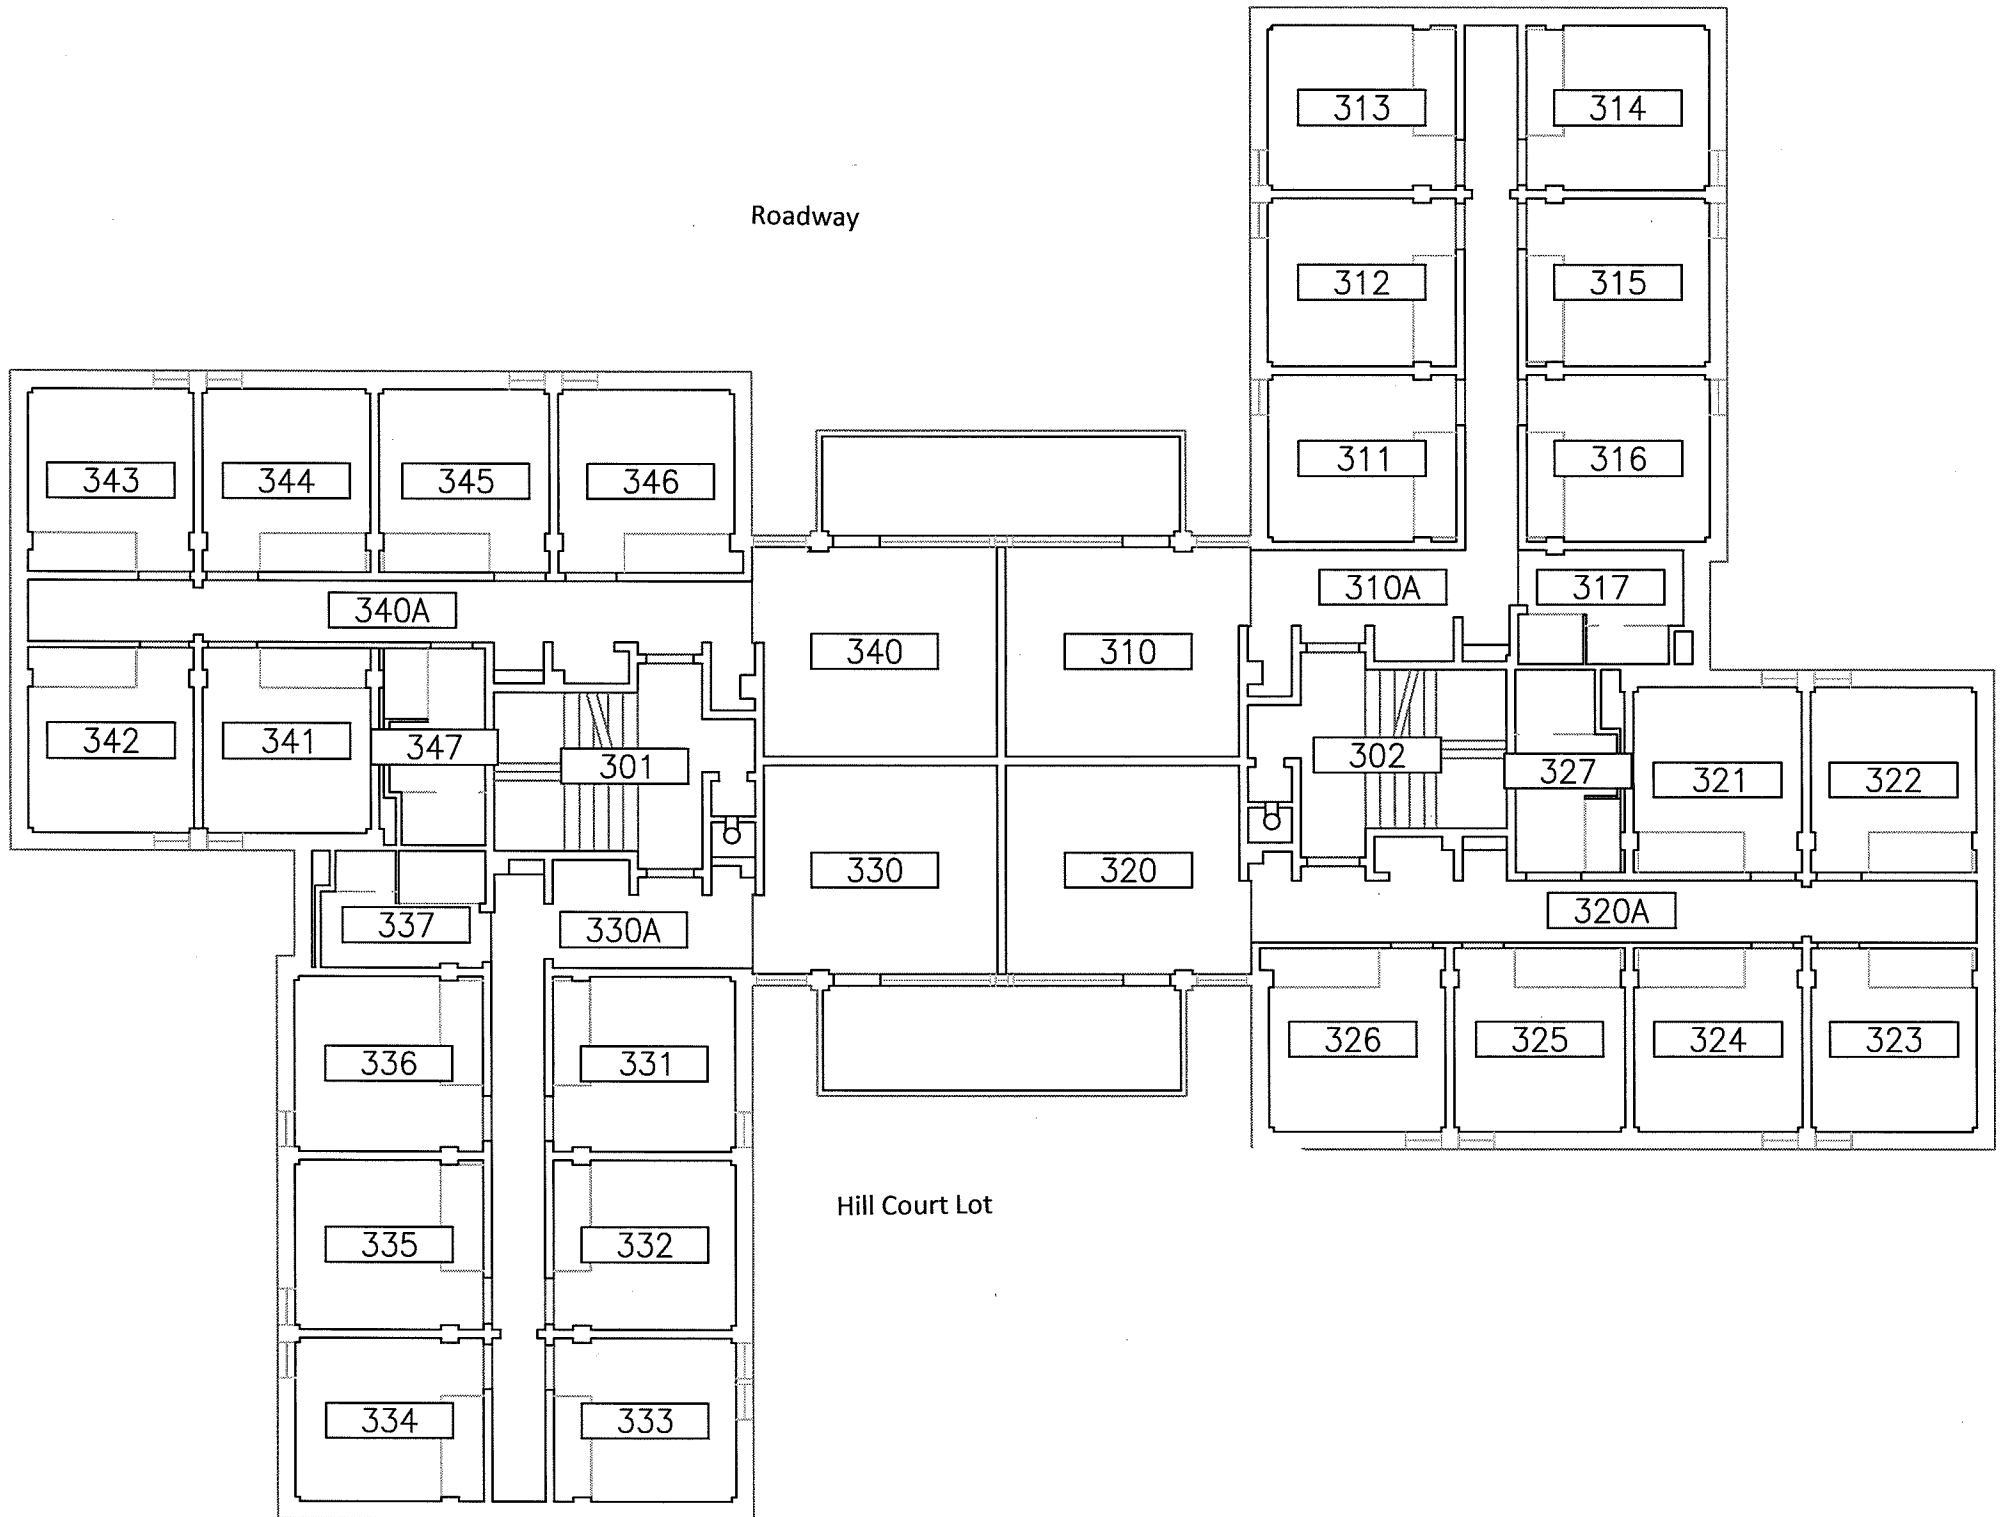 313 314
Roadway
312 315
311 316
343 344 345 346
310A 317
340A
340 310
342 341 347 301 302 327 321 322
330 320
337 330A 320A
326 325 324 323
336 331
Hill Court Lot
335 332
334 333